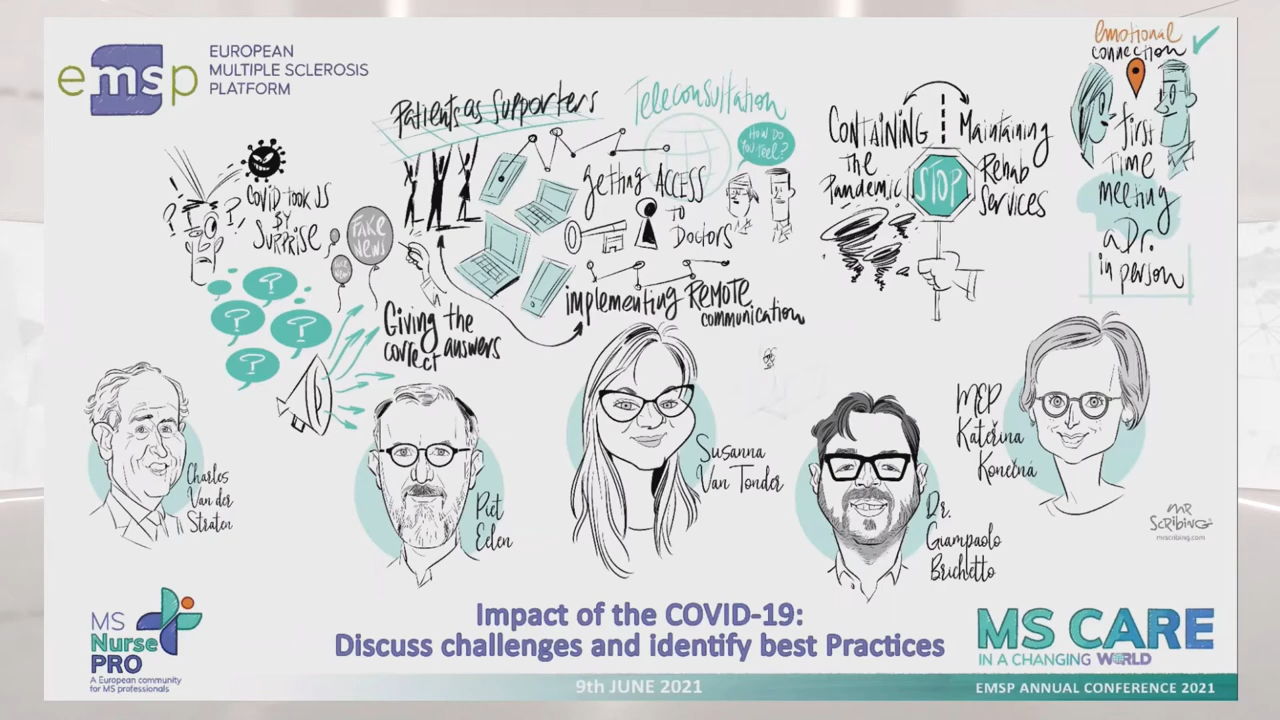 emsp
EUROPEAN
MULTIPLE SCLEROSIS
PLATFORM
COVID TOOK US
BY
SURPRISE
?
?
?
?
?
?
FAKE
NEWS
FAKE
NEWS
Giving the
correct answers
Patients as Supporters
Teleconsultation
HOW DO
YOU FEEL?
getting ACCESS
TO
Doctors
implementing REMOTE
communication
CONTAINING
The
Pandemic
Maintaining
Rehab
Services
STOP
emotional
connection
first
time
meeting
a Dr.
in person
Charles
Van der
Straten
Piet
Eelen
Susanna
Van Tonder
Dr.
Giampaolo
Brichetto
MEP
Kateřina
Konečná
MR
SCRIBING
mrscribing.com
MS
Nurse
PRO
A European community
for MS professionals
Impact of the COVID-19:
Discuss challenges and identify best Practices
MS CARE
IN A CHANGING WORLD
9th JUNE 2021
EMSP ANNUAL CONFERENCE 2021